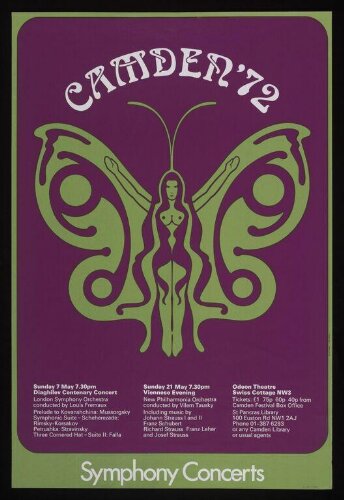 CAMDEN '72
Sunday 7 May 7.30pm
Diaghilev Centenary Concert
London Symphony Orchestra
conducted by Louis Fremaux
Prelude to Kovanshchina: Mussorgsky
Symphonic Suite - Scheherezade:
Rimsky-Korsakov
Petrushka: Stravinsky
Three Cornered Hat - Suite II: Falla
Sunday 21 May 7.30pm
Viennese Evening
New Philharmonia Orchestra
conducted by Vilem Tausky
Including music by
Johann Strauss I and II
Franz Schubert
Richard Strauss Franz Lehar
and Josef Strauss
Odeon Theatre
Swiss Cottage NW3
Tickets: £1 75p 60p 40p from
Camden Festival Box Office
St Pancras Library
100 Euston Rd NW1 2AJ
Phone 01-387 6293
or any Camden Library
or usual agents
Symphony Concerts